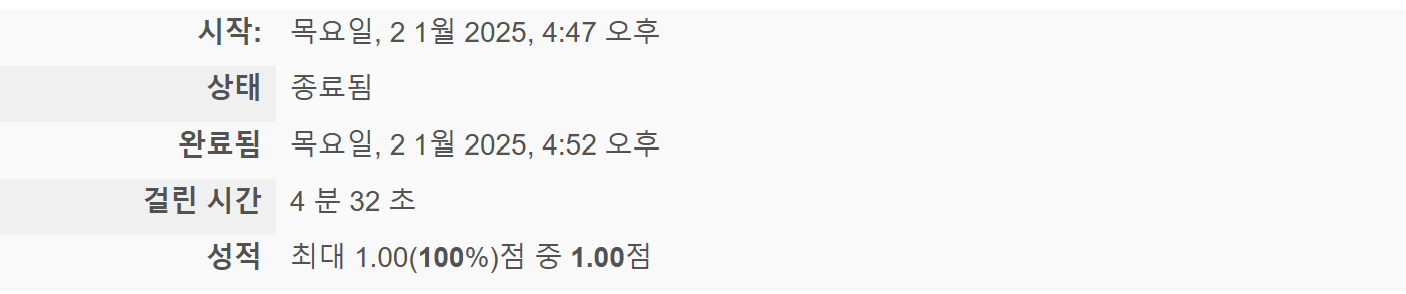 시작: 목요일, 2 1월 2025, 4:47 오후
상태 종료됨
완료됨 목요일, 2 1월 2025, 4:52 오후
걸린 시간 4 분 32 초
성적 최대 1.00(100%)점 중 1.00점